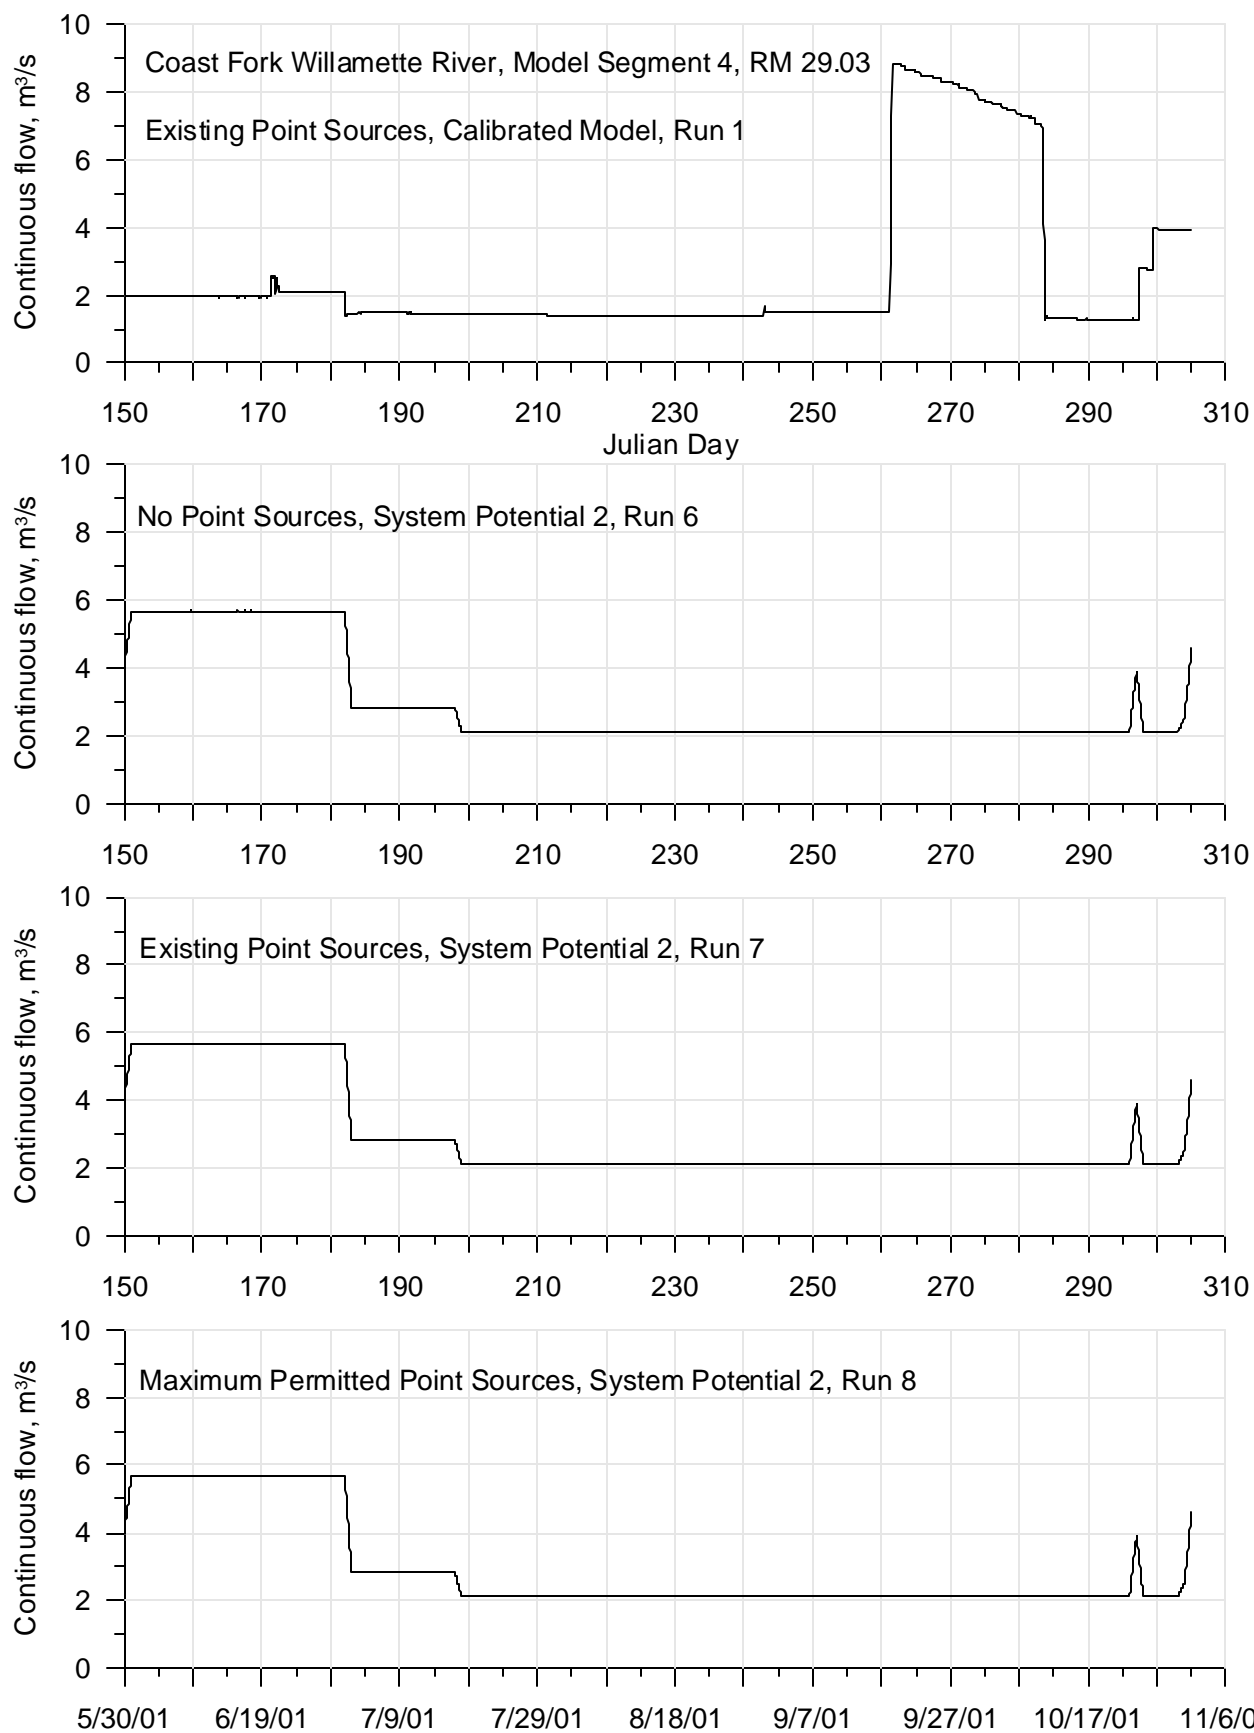 10
8
6
4
2
0
Continuous flow, m³/s
Coast Fork Willamette River, Model Segment 4, RM 29.03
Existing Point Sources, Calibrated Model, Run 1
150 170 190 210 230 250 270 290 310
Julian Day
10
8
6
4
2
0
Continuous flow, m³/s
No Point Sources, System Potential 2, Run 6
150 170 190 210 230 250 270 290 310
10
8
6
4
2
0
Continuous flow, m³/s
Existing Point Sources, System Potential 2, Run 7
150 170 190 210 230 250 270 290 310
10
8
6
4
2
0
Continuous flow, m³/s
Maximum Permitted Point Sources, System Potential 2, Run 8
5/30/01 6/19/01 7/9/01 7/29/01 8/18/01 9/7/01 9/27/01 10/17/01 11/6/0